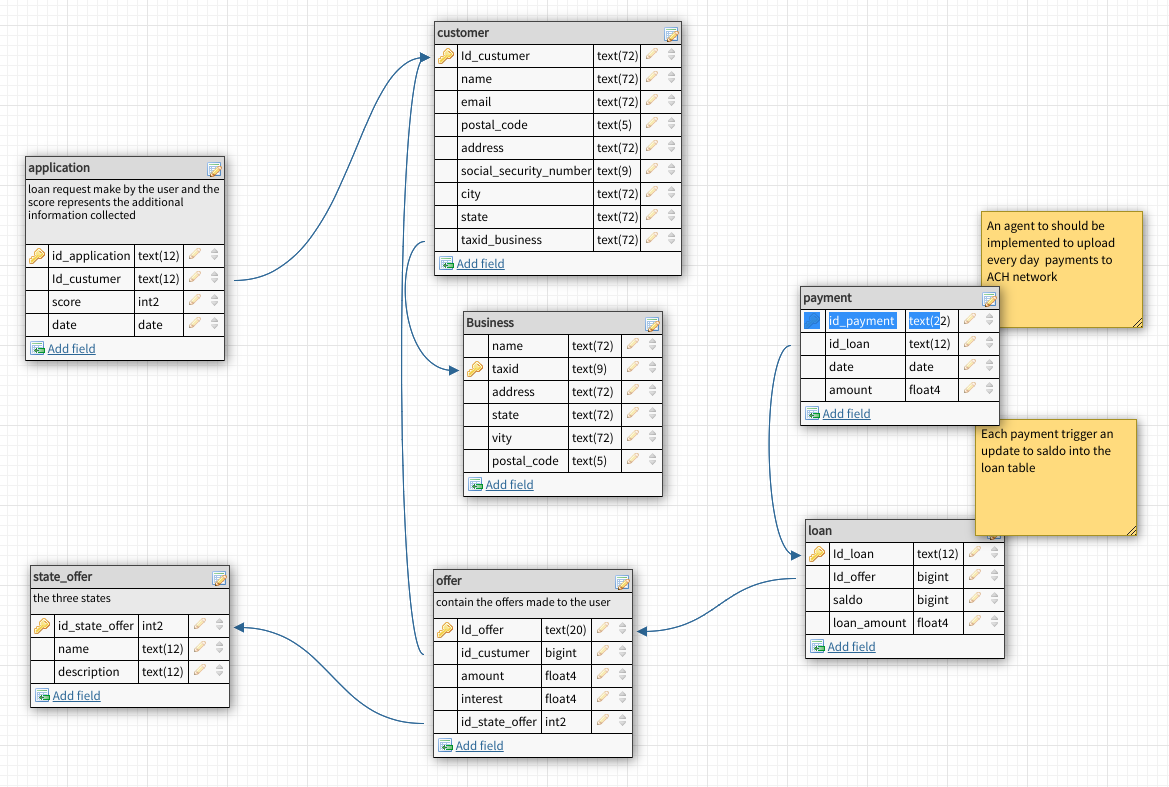 customer
Id_custumer text(72)
name text(72)
email text(72)
postal_code text(5)
address text(72)
social_security_number text(9)
city text(72)
state text(72)
taxid_business text(72)
Add field
application
loan request make by the user and the
score represents the additional
information collected
id_application text(12)
Id_custumer text(12)
score int2
date date
Add field
Business
name text(72)
taxid text(9)
address text(72)
state text(72)
vity text(72)
postal_code text(5)
Add field
An agent to should be
implemented to upload
every day payments to
ACH network
payment
id_payment text(22)
id_loan text(12)
date date
amount float4
Add field
Each payment trigger an
update to saldo into the
loan table
loan
Id_loan text(12)
Id_offer bigint
saldo bigint
loan_amount float4
Add field
state_offer
the three states
id_state_offer int2
name text(12)
description text(12)
Add field
offer
contain the offers made to the user
Id_offer text(20)
id_custumer bigint
amount float4
interest float4
id_state_offer int2
Add field